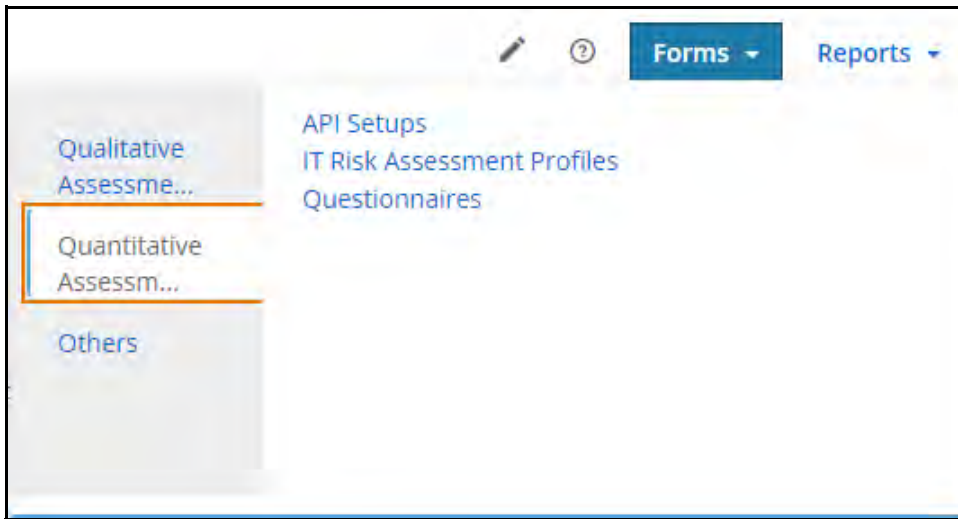 Forms Reports
Qualitative
Assessme...
Quantitative
Assessm...
Others
API Setups
IT Risk Assessment Profiles
Questionnaires